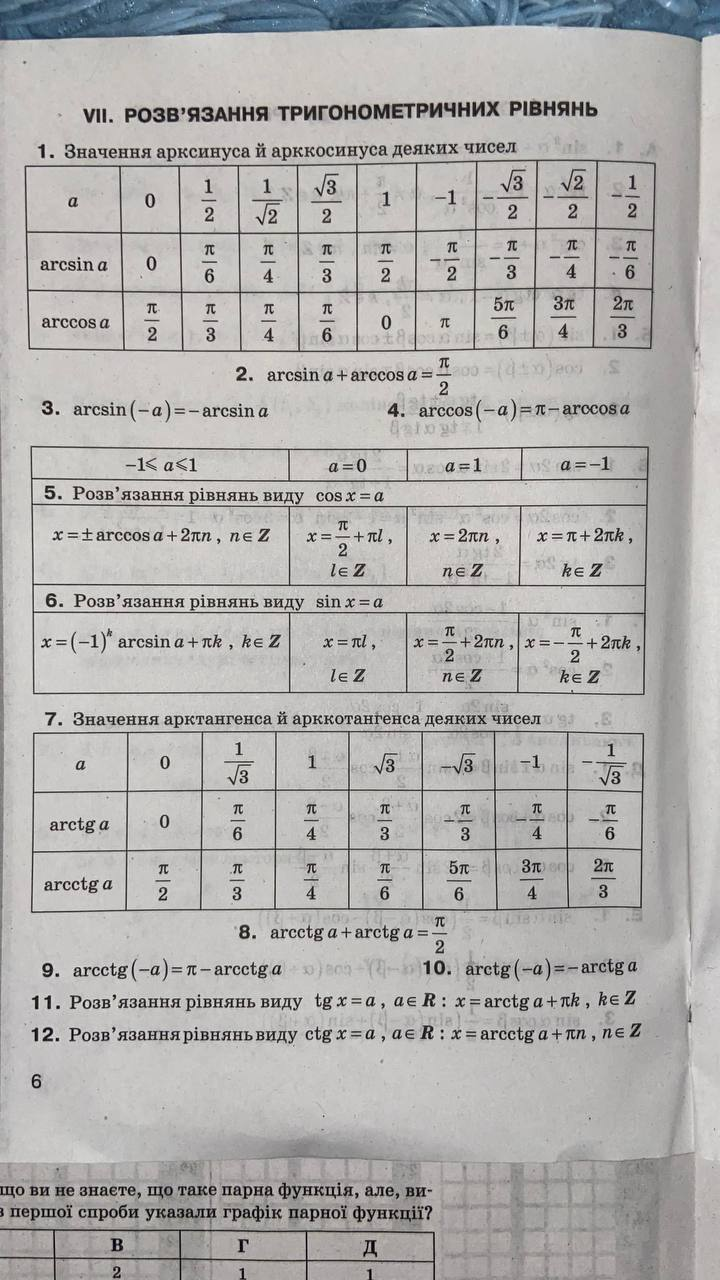 VII. РОЗВ'ЯЗАННЯ ТРИГОНОМЕТРИЧНИХ РІВНЯНЬ
1. Значення арксинуса й арккосинуса деяких чисел
a 0 1/2 1/√2 √3/2 1 −1 −√3/2 −√2/2 −1/2
arcsin a 0 π/6 π/4 π/3 π/2 −π/2 −π/3 −π/4 −π/6
arccos a π/2 π/3 π/4 π/6 0 π 5π/6 3π/4 2π/3
2. arcsin a + arccos a = π/2
3. arcsin(−a) = −arcsin a 4. arccos(−a) = π − arccos a
−1⩽ a ⩽1 a = 0 a = 1 a = −1
5. Розв'язання рівнянь виду cos x = a
x = ± arccos a + 2πn, n∈Z x = π/2 + πl, x = 2πn, x = π + 2πk,
l∈Z n∈Z k∈Z
6. Розв'язання рівнянь виду sin x = a
x = (−1)^k arcsin a + πk, k∈Z x = πl, x = π/2 + 2πn, x = −π/2 + 2πk,
l∈Z n∈Z k∈Z
7. Значення арктангенса й арккотангенса деяких чисел
a 0 1/√3 1 √3 −√3 −1 −1/√3
arctg a 0 π/6 π/4 π/3 −π/3 −π/4 −π/6
arcctg a π/2 π/3 π/4 π/6 5π/6 3π/4 2π/3
8. arcctg a + arctg a = π/2
9. arcctg(−a) = π − arcctg a 10. arctg(−a) = −arctg a
11. Розв'язання рівнянь виду tg x = a, a∈R : x = arctg a + πk, k∈Z
12. Розв'язання рівнянь виду ctg x = a, a∈R : x = arcctg a + πn, n∈Z
6
що ви не знаєте, що таке парна функція, але, ви-
з першої спроби указали графік парної функції?
В Г Д
2 1 1